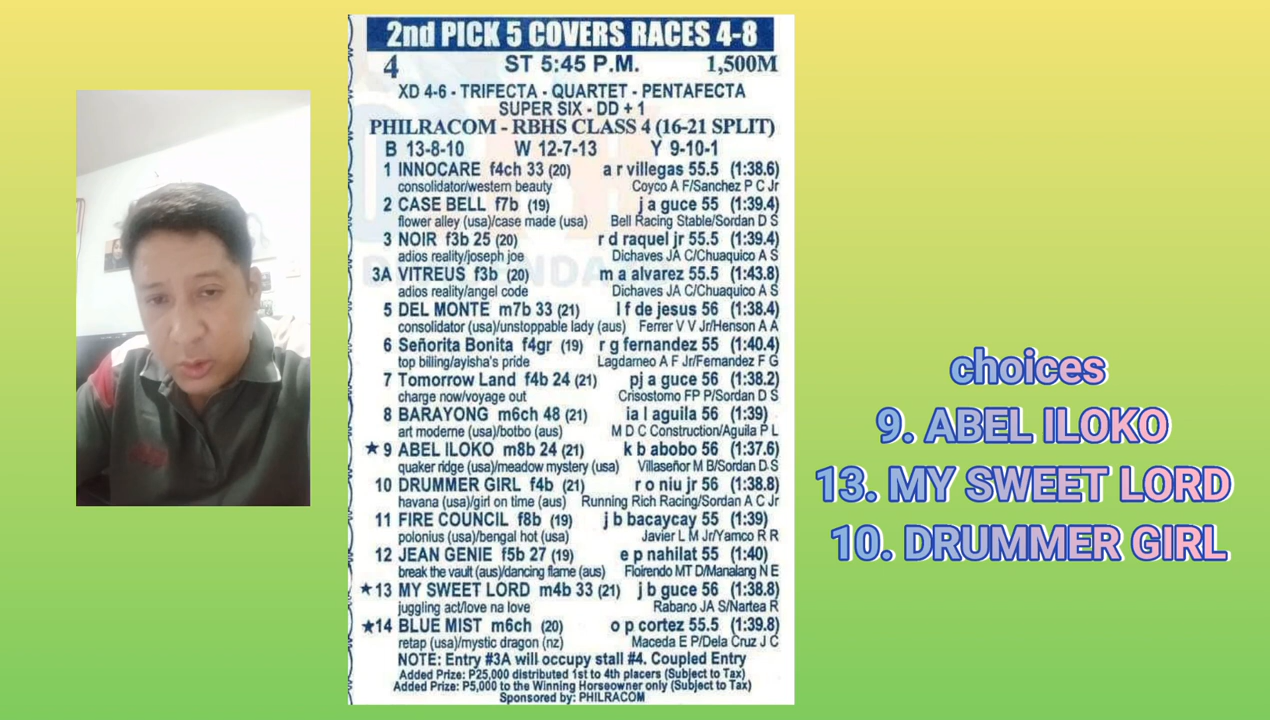 2nd PICK 5 COVERS RACES 4-8
4 ST 5:45 P.M. 1,500M
XD 4-6 - TRIFECTA - QUARTET - PENTAFECTA
SUPER SIX - DD + 1
PHILRACOM - RBHS CLASS 4 (16-21 SPLIT)
B 13-8-10 W 12-7-13 Y 9-10-1
1 INNOCARE f4ch 33 (20) a r villegas 55.5 (1:38.6)
consolidator/western beauty Coyco A F/Sanchez P C Jr
2 CASE BELL f7b (19) j a guce 55 (1:39.4)
flower alley (usa)/case made (usa) Bell Racing Stable/Sordan D S
3 NOIR f3b 25 (20) r d raquel jr 55.5 (1:39.4)
adios reality/joseph joe Dichaves JA C/Chuaquico A S
3A VITREUS f3b (20) m a alvarez 55.5 (1:43.8)
adios reality/angel code Dichaves JA C/Chuaquico A S
5 DEL MONTE m7b 33 (21) l f de jesus 56 (1:38.4)
consolidator (usa)/unstoppable lady (aus) Ferrer V V Jr/Henson A A
6 Señorita Bonita f4gr (19) r g fernandez 55 (1:40.4)
top billing/ayisha's pride Lagdameo A F Jr/Fernandez F G
7 Tomorrow Land f4b 24 (21) pj a guce 56 (1:38.2)
charge now/voyage out Crisostomo FP P/Sordan D S
8 BARAYONG m6ch 48 (21) ia l aguila 56 (1:39)
art moderne (usa)/botbo (aus) M D C Construction/Aguila P L
★ 9 ABEL ILOKO m8b 24 (21) k b abobo 56 (1:37.6)
quaker ridge (usa)/meadow mystery (usa) Villaseñor M B/Sordan D S
10 DRUMMER GIRL f4b (21) r o niu jr 56 (1:38.8)
havana (usa)/girl on time (aus) Running Rich Racing/Sordan A C Jr
11 FIRE COUNCIL f8b (19) j b bacaycay 55 (1:39)
polonius (usa)/bengal hot (usa) Javier L M Jr/Yamco R R
12 JEAN GENIE f5b 27 (19) e p nahilat 55 (1:40)
break the vault (aus)/dancing flame (aus) Floirendo MT D/Manalang N E
★13 MY SWEET LORD m4b 33 (21) j b guce 56 (1:38.8)
juggling act/love na love Rabano JA S/Nartea R
★14 BLUE MIST m6ch (20) o p cortez 55.5 (1:39.8)
retap (usa)/mystic dragon (nz) Maceda E P/Dela Cruz J C
NOTE: Entry #3A will occupy stall #4. Coupled Entry
Added Prize: P25,000 distributed 1st to 4th placers (Subject to Tax)
Added Prize: P5,000 to the Winning Horseowner only (Subject to Tax)
Sponsored by: PHILRACOM
choices
9. ABEL ILOKO
13. MY SWEET LORD
10. DRUMMER GIRL